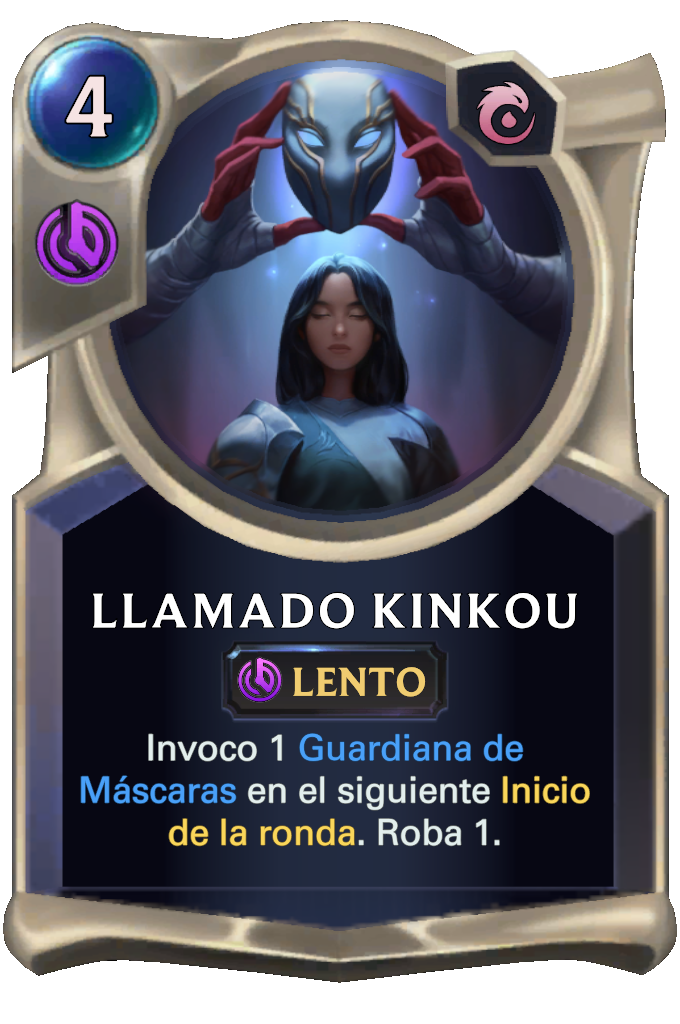 4
LLAMADO KINKOU
LENTO
Invoco 1 Guardiana de
Máscaras en el siguiente Inicio
de la ronda. Roba 1.